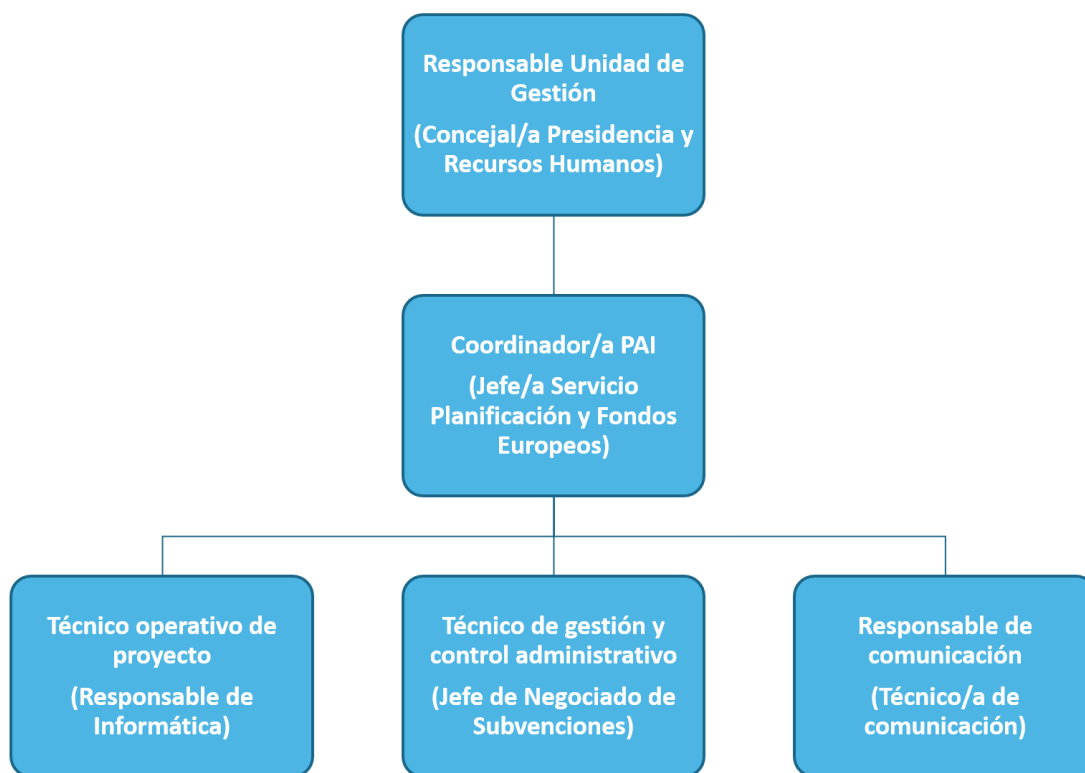 Responsable Unidad de
Gestión
(Concejal/a Presidencia y
Recursos Humanos)
Coordinador/a PAI
(Jefe/a Servicio
Planificación y Fondos
Europeos)
Técnico operativo de
proyecto
(Responsable de
Informática)
Técnico de gestión y
control administrativo
(Jefe de Negociado de
Subvenciones)
Responsable de
comunicación
(Técnico/a de
comunicación)